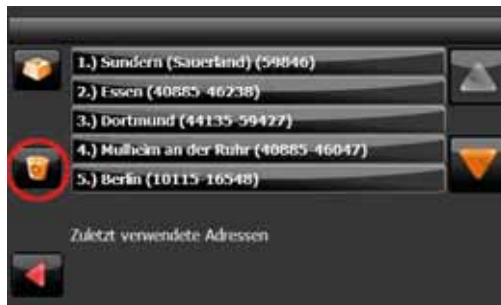 1.) Sundern (Sauerland) (59846)
2.) Essen (40885-46238)
3.) Dortmund (44135-59427)
4.) Mulheim an der Ruhr (40885-46047)
5.) Berlin (10115-16548)
Zuletzt verwendete Adressen